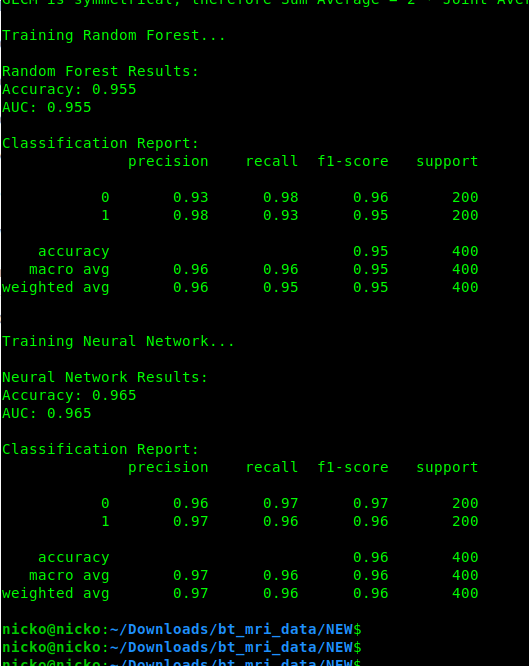 GLCM is symmetrical, therefore Sum Average = 2 * Joint Aver
Training Random Forest...
Random Forest Results:
Accuracy: 0.955
AUC: 0.955
Classification Report:
precision recall f1-score support
0 0.93 0.98 0.96 200
1 0.98 0.93 0.95 200
accuracy 0.95 400
macro avg 0.96 0.96 0.95 400
weighted avg 0.96 0.95 0.95 400
Training Neural Network...
Neural Network Results:
Accuracy: 0.965
AUC: 0.965
Classification Report:
precision recall f1-score support
0 0.96 0.97 0.97 200
1 0.97 0.96 0.96 200
accuracy 0.96 400
macro avg 0.97 0.96 0.96 400
weighted avg 0.97 0.96 0.96 400
nicko@nicko:~/Downloads/bt_mri_data/NEW$
nicko@nicko:~/Downloads/bt_mri_data/NEW$
nicko@nicko:~/Downloads/bt_mri_data/NEW$